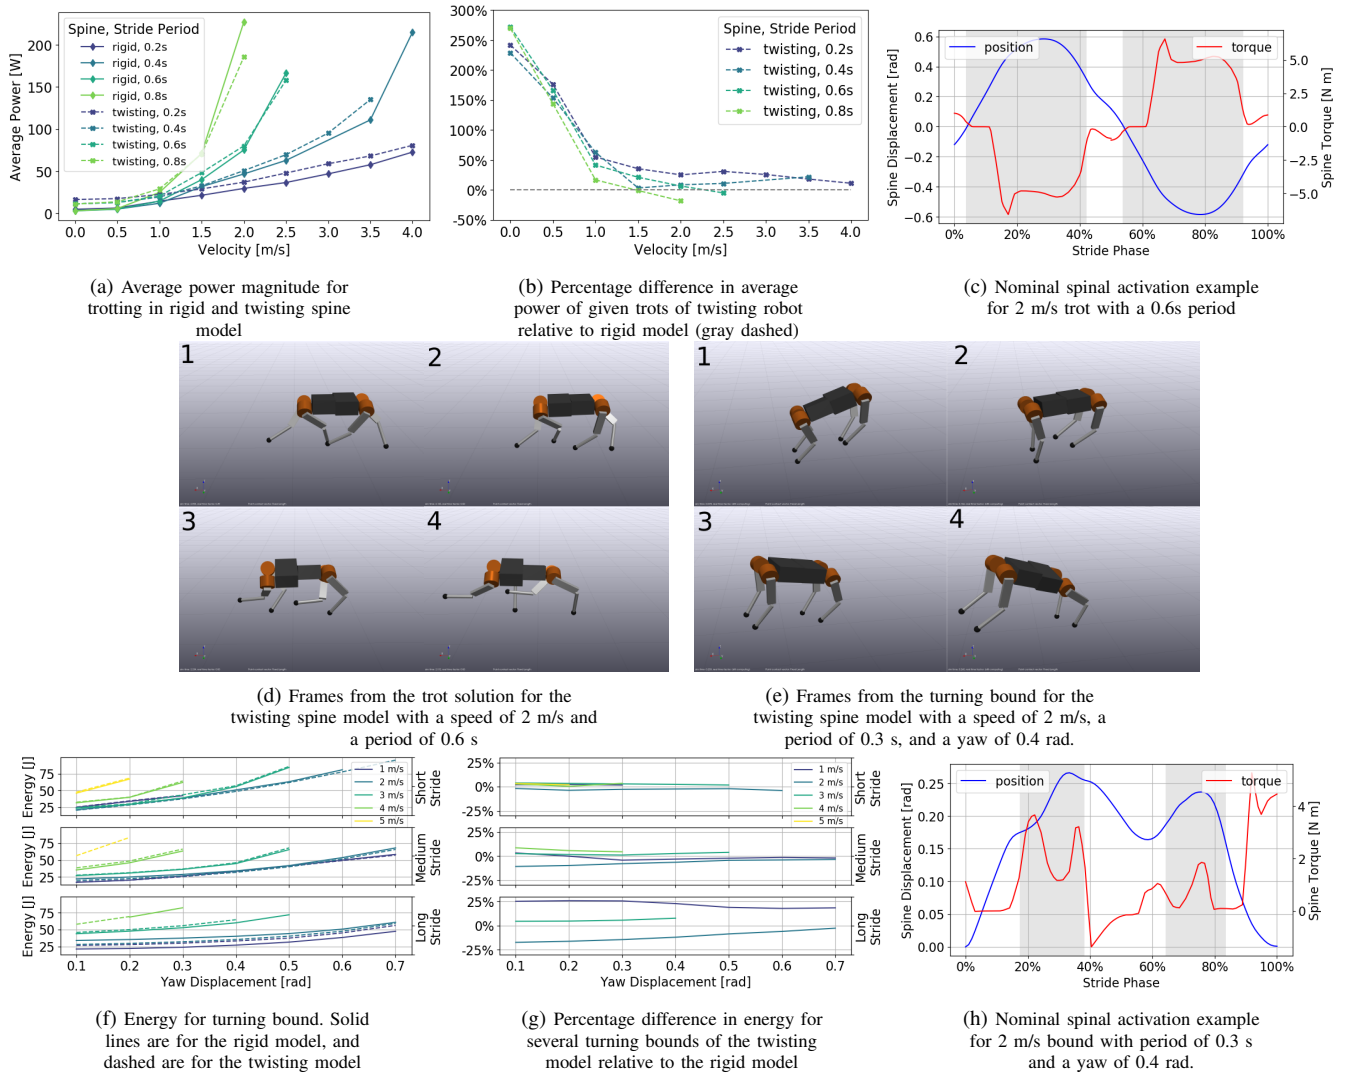 Spine, Stride Period
rigid, 0.2s
rigid, 0.4s
rigid, 0.6s
rigid, 0.8s
twisting, 0.2s
twisting, 0.4s
twisting, 0.6s
twisting, 0.8s
Average Power [W]
200
150
100
50
0
0.0 0.5 1.0 1.5 2.0 2.5 3.0 3.5 4.0
Velocity [m/s]
(a) Average power magnitude for
trotting in rigid and twisting spine
model
300%
250%
200%
150%
100%
50%
0%
-50%
Spine, Stride Period
twisting, 0.2s
twisting, 0.4s
twisting, 0.6s
twisting, 0.8s
0.0 0.5 1.0 1.5 2.0 2.5 3.0 3.5 4.0
Velocity [m/s]
(b) Percentage difference in average
power of given trots of twisting robot
relative to rigid model (gray dashed)
position
torque
Spine Displacement [rad]
0.6
0.4
0.2
0.0
−0.2
−0.4
−0.6
5.0
2.5
0.0
−2.5
−5.0
Spine Torque [N m]
0% 20% 40% 60% 80% 100%
Stride Phase
(c) Nominal spinal activation example
for 2 m/s trot with a 0.6s period
1
2
3
4
(d) Frames from the trot solution for the
twisting spine model with a speed of 2 m/s and
a period of 0.6 s
1
2
3
4
(e) Frames from the turning bound for the
twisting spine model with a speed of 2 m/s, a
period of 0.3 s, and a yaw of 0.4 rad.
Energy [J]
75
50
25
1 m/s
2 m/s
3 m/s
4 m/s
5 m/s
Short
Stride
Energy [J]
75
50
25
Medium
Stride
Energy [J]
75
50
25
Long
Stride
0.1 0.2 0.3 0.4 0.5 0.6 0.7
Yaw Displacement [rad]
(f) Energy for turning bound. Solid
lines are for the rigid model, and
dashed are for the twisting model
25%
0%
-25%
1 m/s
2 m/s
3 m/s
4 m/s
5 m/s
Short
Stride
25%
0%
-25%
Medium
Stride
25%
0%
-25%
Long
Stride
0.1 0.2 0.3 0.4 0.5 0.6 0.7
Yaw Displacement [rad]
(g) Percentage difference in energy for
several turning bounds of the twisting
model relative to the rigid model
position
torque
Spine Displacement [rad]
0.25
0.20
0.15
0.10
0.05
0.00
4
2
0
Spine Torque [N m]
0% 20% 40% 60% 80% 100%
Stride Phase
(h) Nominal spinal activation example
for 2 m/s bound with period of 0.3 s
and a yaw of 0.4 rad.